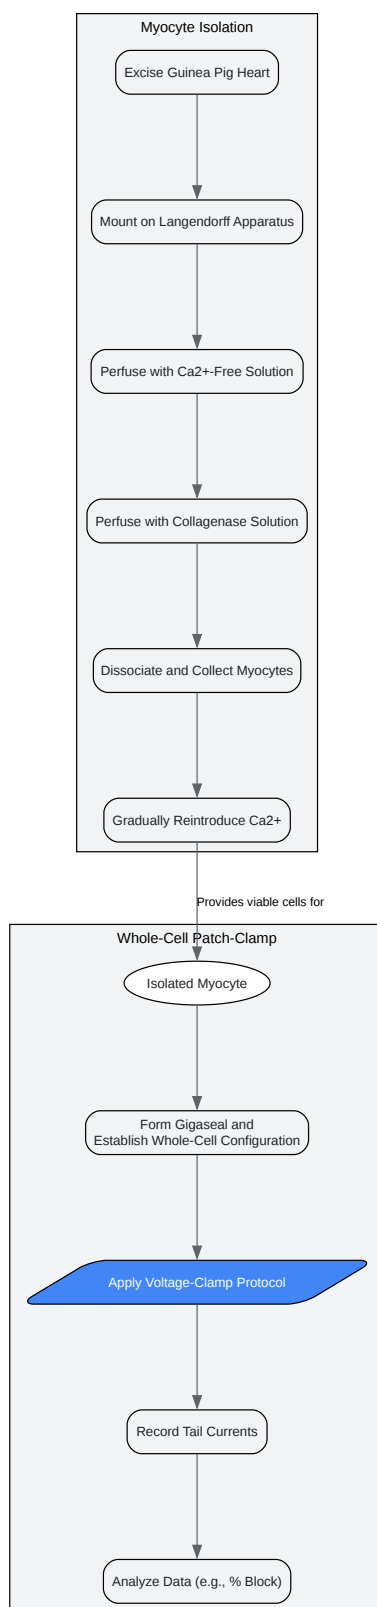 Myocyte Isolation
Excise Guinea Pig Heart
Mount on Langendorff Apparatus
Perfuse with Ca2+-Free Solution
Perfuse with Collagenase Solution
Dissociate and Collect Myocytes
Gradually Reintroduce Ca2+
Provides viable cells for
Whole-Cell Patch-Clamp
Isolated Myocyte
Form Gigaseal and
Establish Whole-Cell Configuration
Apply Voltage-Clamp Protocol
Record Tail Currents
Analyze Data (e.g., % Block)